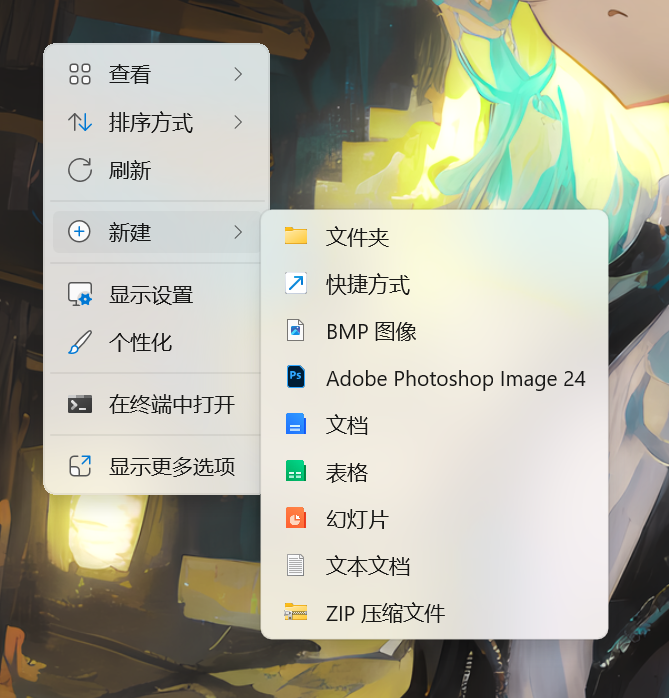 查看
排序方式
刷新
新建
显示设置
个性化
在终端中打开
显示更多选项
文件夹
快捷方式
BMP 图像
Ps
Adobe Photoshop Image 24
文档
表格
幻灯片
文本文档
ZIP 压缩文件